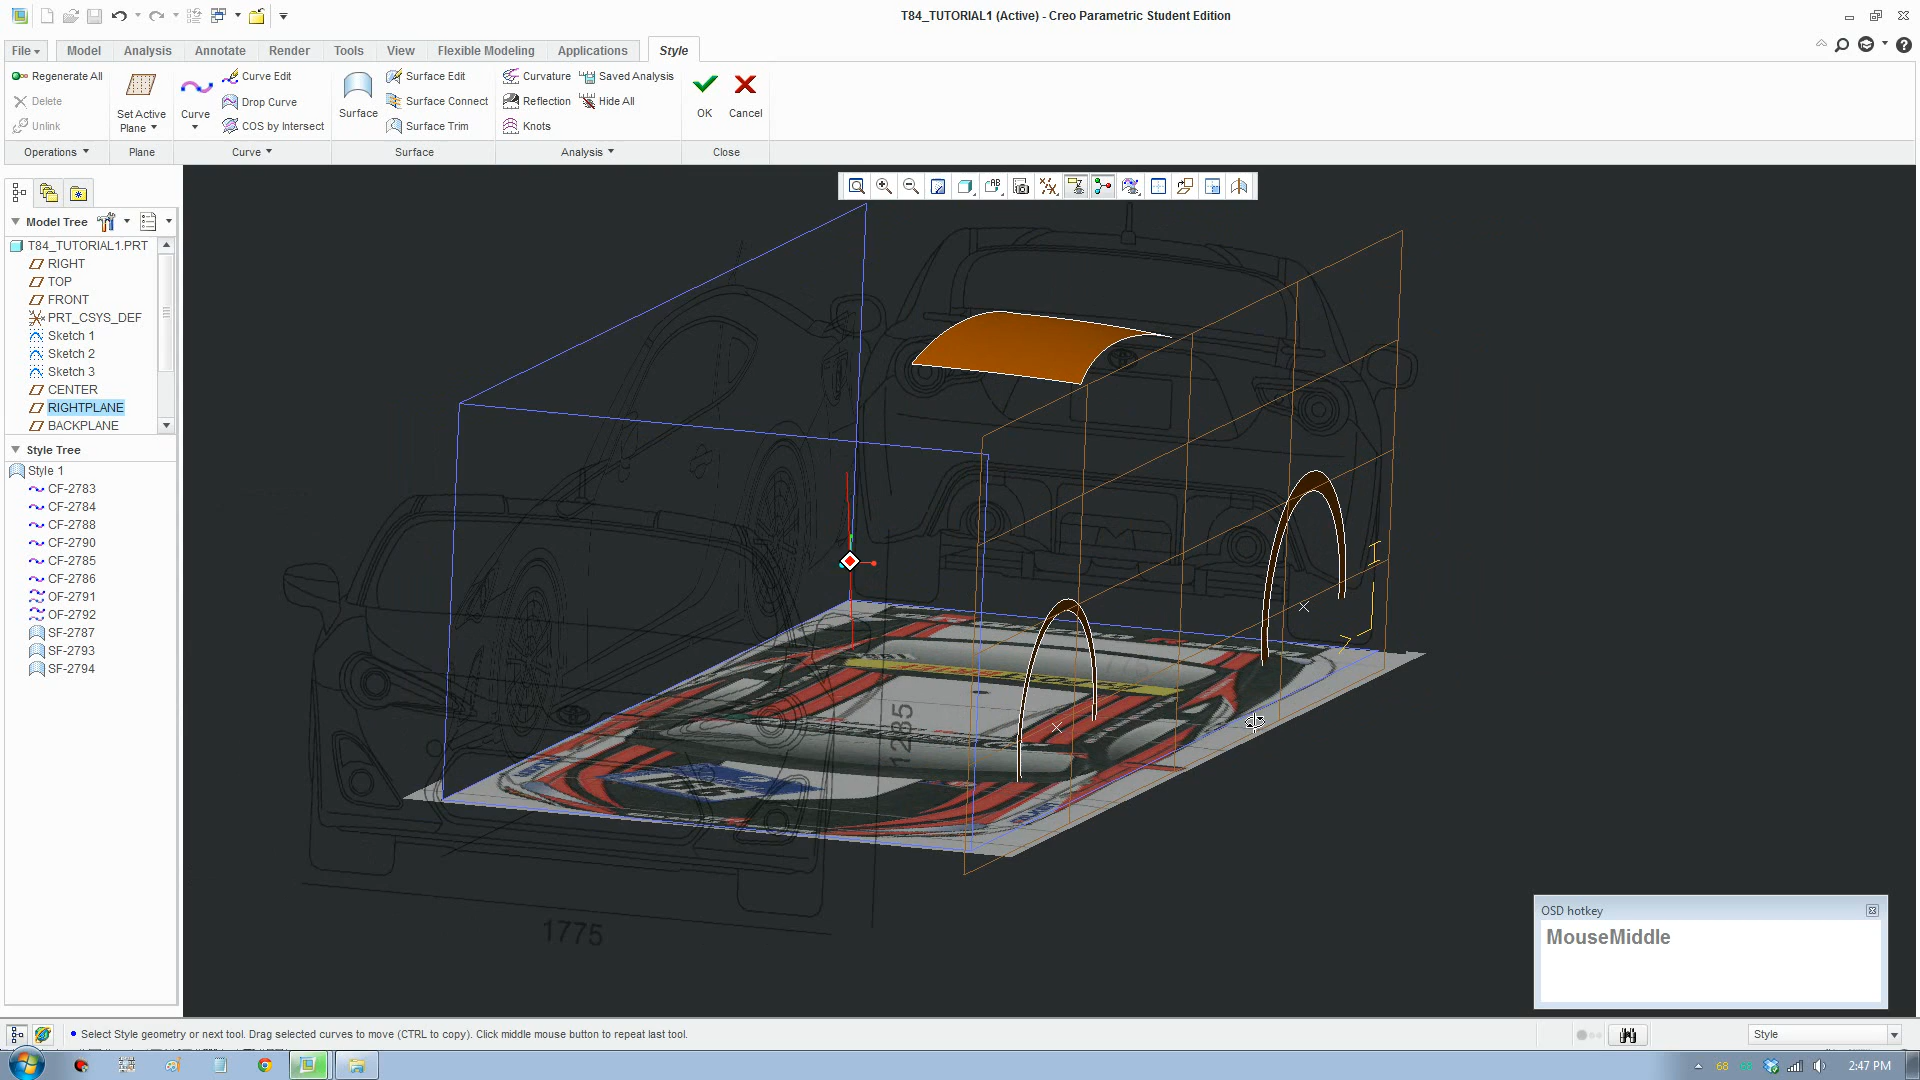 T84_TUTORIAL1 (Active) - Creo Parametric Student Edition
File
Model
Analysis
Annotate
Render
Tools
View
Flexible Modeling
Applications
Style
Regenerate All
Delete
Unlink
Set Active Plane
Curve
Curve Edit
Drop Curve
COS by Intersect
Surface
Surface Edit
Surface Connect
Surface Trim
Curvature
Reflection
Knots
Saved Analysis
Hide All
OK
Cancel
Operations
Plane
Curve
Surface
Analysis
Close
Model Tree
T84_TUTORIAL1.PRT
RIGHT
TOP
FRONT
PRT_CSYS_DEF
Sketch 1
Sketch 2
Sketch 3
CENTER
RIGHTPLANE
BACKPLANE
Style Tree
Style 1
CF-2783
CF-2784
CF-2788
CF-2790
CF-2785
CF-2786
OF-2791
OF-2792
SF-2787
SF-2793
SF-2794
1285
1775
OSD hotkey
MouseMiddle
Select Style geometry or next tool. Drag selected curves to move (CTRL to copy). Click middle mouse button to repeat last tool.
Style
68
2:47 PM